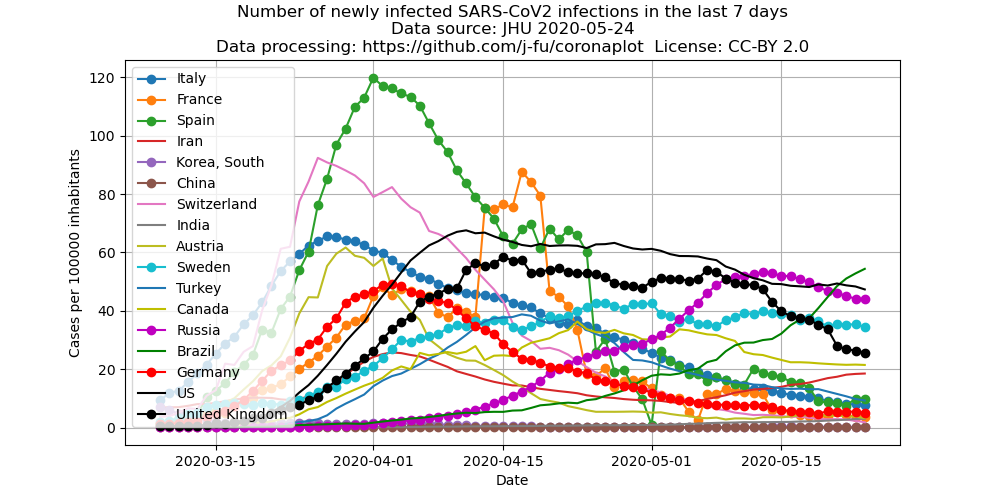 Number of newly infected SARS-CoV2 infections in the last 7 days
Data source: JHU 2020-05-24
Data processing: https://github.com/j-fu/coronaplot  License: CC-BY 2.0
Cases per 100000 inhabitants
120
100
80
60
40
20
0
Italy
France
Spain
Iran
Korea, South
China
Switzerland
India
Austria
Sweden
Turkey
Canada
Russia
Brazil
Germany
US
United Kingdom
2020-03-15 2020-04-01 2020-04-15 2020-05-01 2020-05-15
Date